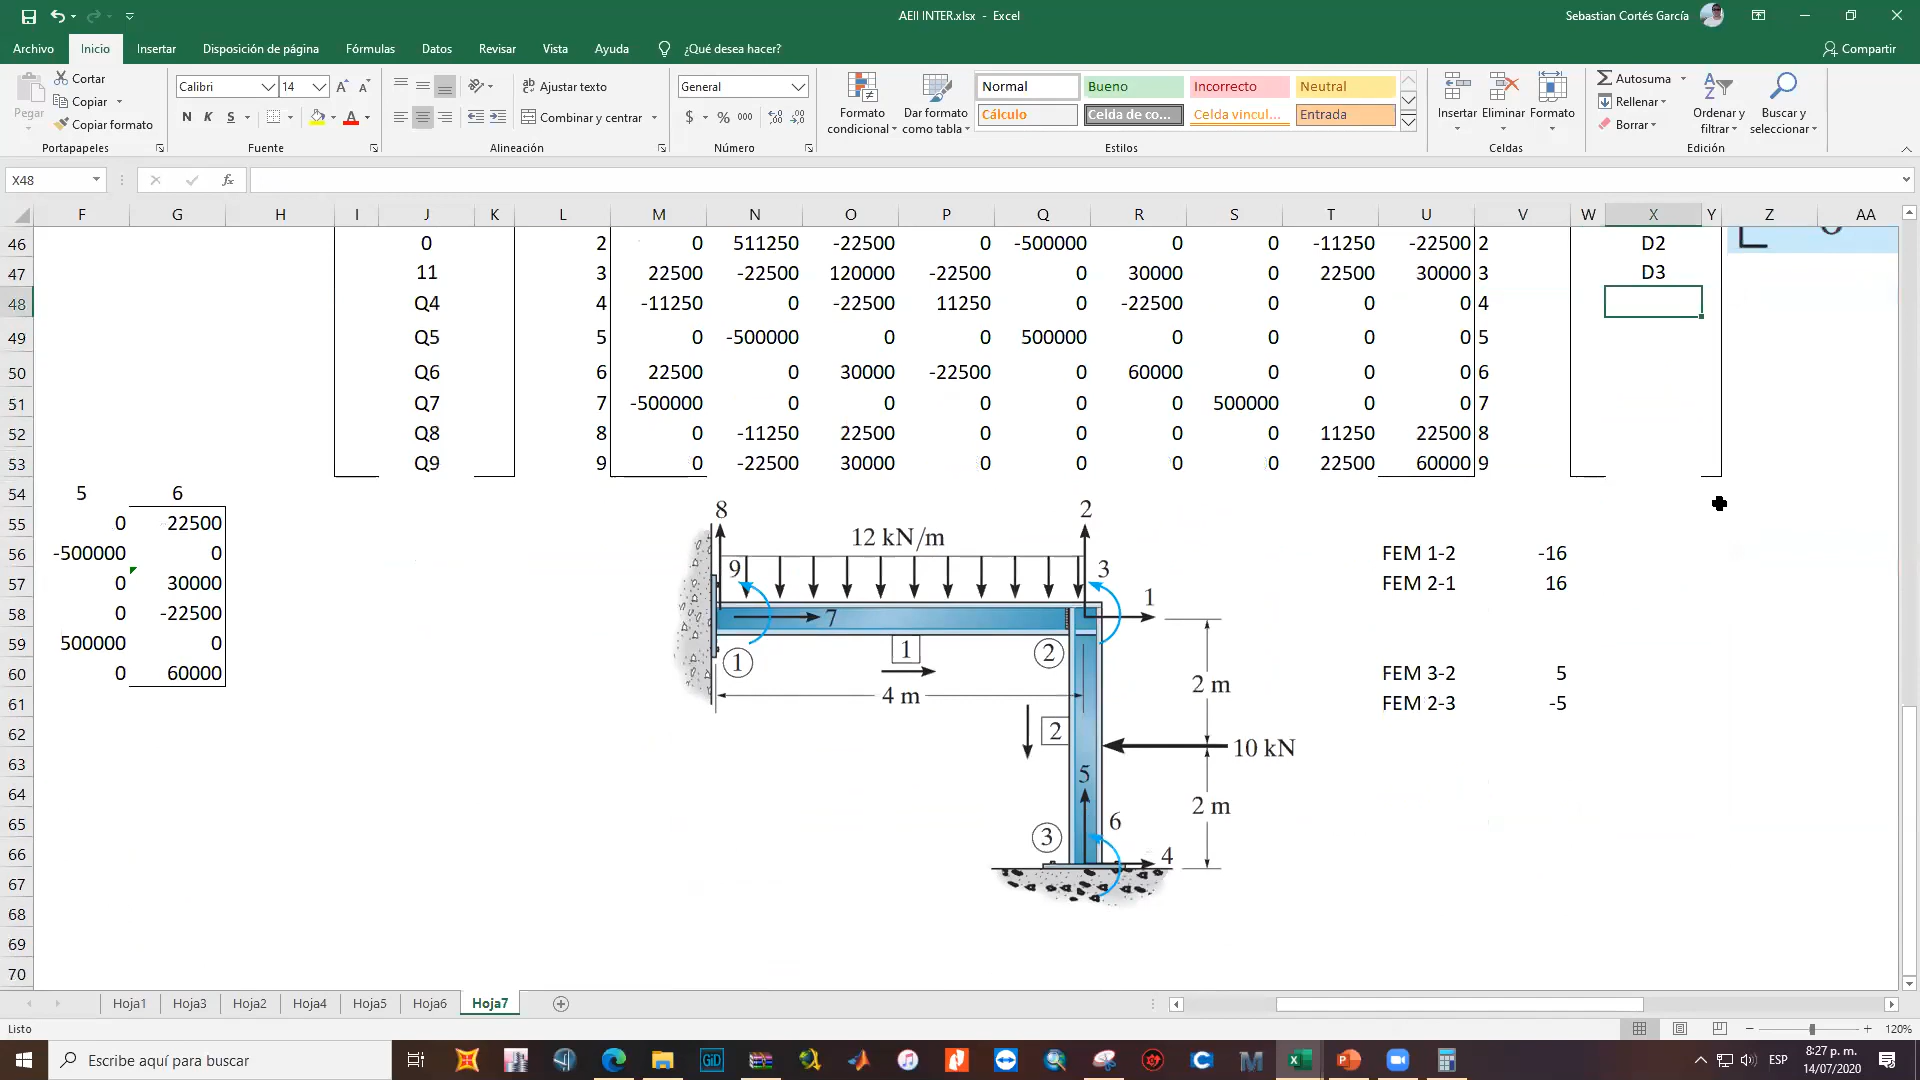 AEII INTER.xlsx - Excel
Sebastian Cortés García
Archivo Inicio Insertar Disposición de página Fórmulas Datos Revisar Vista Ayuda ¿Qué desea hacer? Compartir
Pegar
Cortar
Copiar
Copiar formato
Portapapeles
Calibri 14
N K S
Fuente
Ajustar texto
Combinar y centrar
Alineación
General
$ % 000
Número
Formato condicional
Dar formato como tabla
Normal Bueno Incorrecto Neutral
Cálculo Celda de co... Celda vincul... Entrada
Estilos
Insertar Eliminar Formato
Celdas
Autosuma
Rellenar
Borrar
Ordenar y filtrar
Buscar y seleccionar
Edición
X48 fx
F G H I J K L M N O P Q R S T U V W X Y Z AA
46 0 2 0 511250 -22500 0 -500000 0 0 -11250 -22500 2 D2
47 11 3 22500 -22500 120000 -22500 0 30000 0 22500 30000 3 D3
48 Q4 4 -11250 0 -22500 11250 0 -22500 0 0 0 4
49 Q5 5 0 -500000 0 0 500000 0 0 0 0 5
50 Q6 6 22500 0 30000 -22500 0 60000 0 0 0 6
51 Q7 7 -500000 0 0 0 0 0 500000 0 0 7
52 Q8 8 0 -11250 22500 0 0 0 0 11250 22500 8
53 Q9 9 0 -22500 30000 0 0 0 0 22500 60000 9
54 5 6
55 0 22500
56 -500000 0 FEM 1-2 -16
57 0 30000 FEM 2-1 16
58 0 -22500
59 500000 0
60 0 60000 FEM 3-2 5
61 FEM 2-3 -5
62
63
64
65
66
67
68
69
70
8 2
12 kN/m
9 3
1
7
1
1 2
4 m
2 m
2
10 kN
5
2 m
6
3
4
Hoja1 Hoja3 Hoja2 Hoja4 Hoja5 Hoja6 Hoja7
Listo 120%
Escribe aquí para buscar
GiD
ESP
8:27 p. m.
14/07/2020